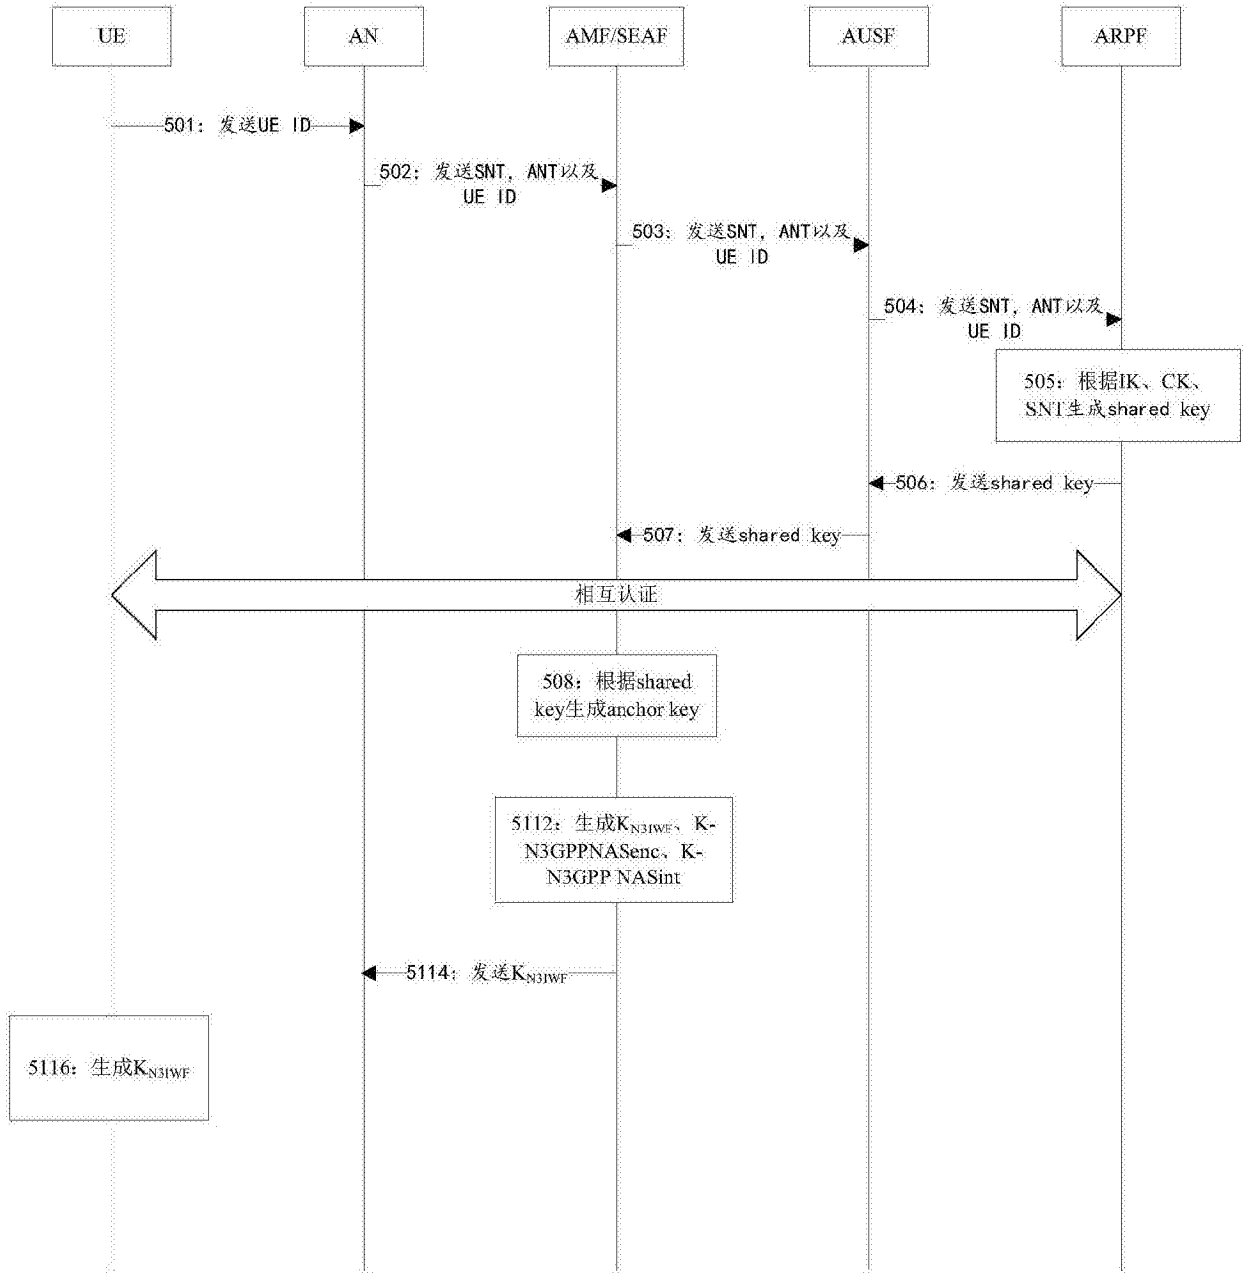 UE
AN
AMF/SEAF
AUSF
ARPF
501：发送UE ID
502：发送SNT，ANT以及
UE ID
503：发送SNT，ANT以及
UE ID
504：发送SNT，ANT以及
UE ID
505：根据IK、CK、
SNT生成shared key
506：发送shared key
507：发送shared key
相互认证
508：根据shared
key生成anchor key
5112：生成KN3IWF、K-
N3GPPNASenc、K-
N3GPP NASint
5114：发送KN3IWF
5116：生成KN3IWF